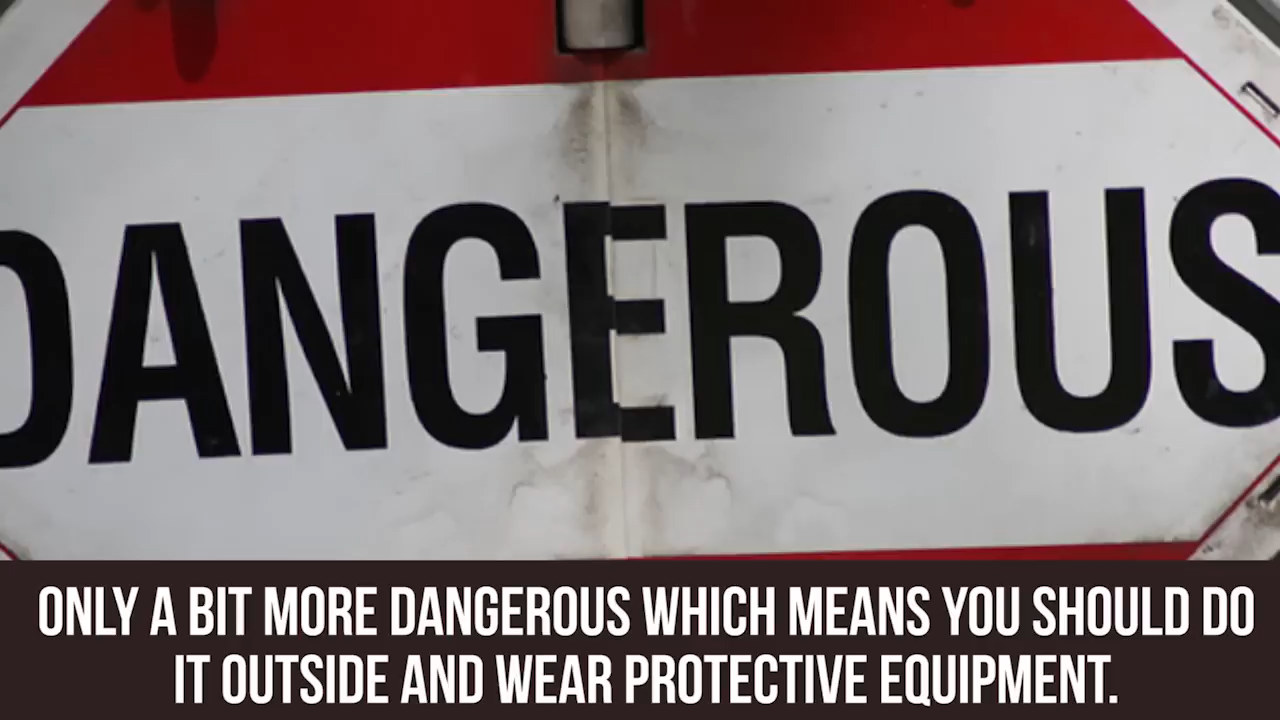 DANGEROUS
ONLY A BIT MORE DANGEROUS WHICH MEANS YOU SHOULD DO
IT OUTSIDE AND WEAR PROTECTIVE EQUIPMENT.